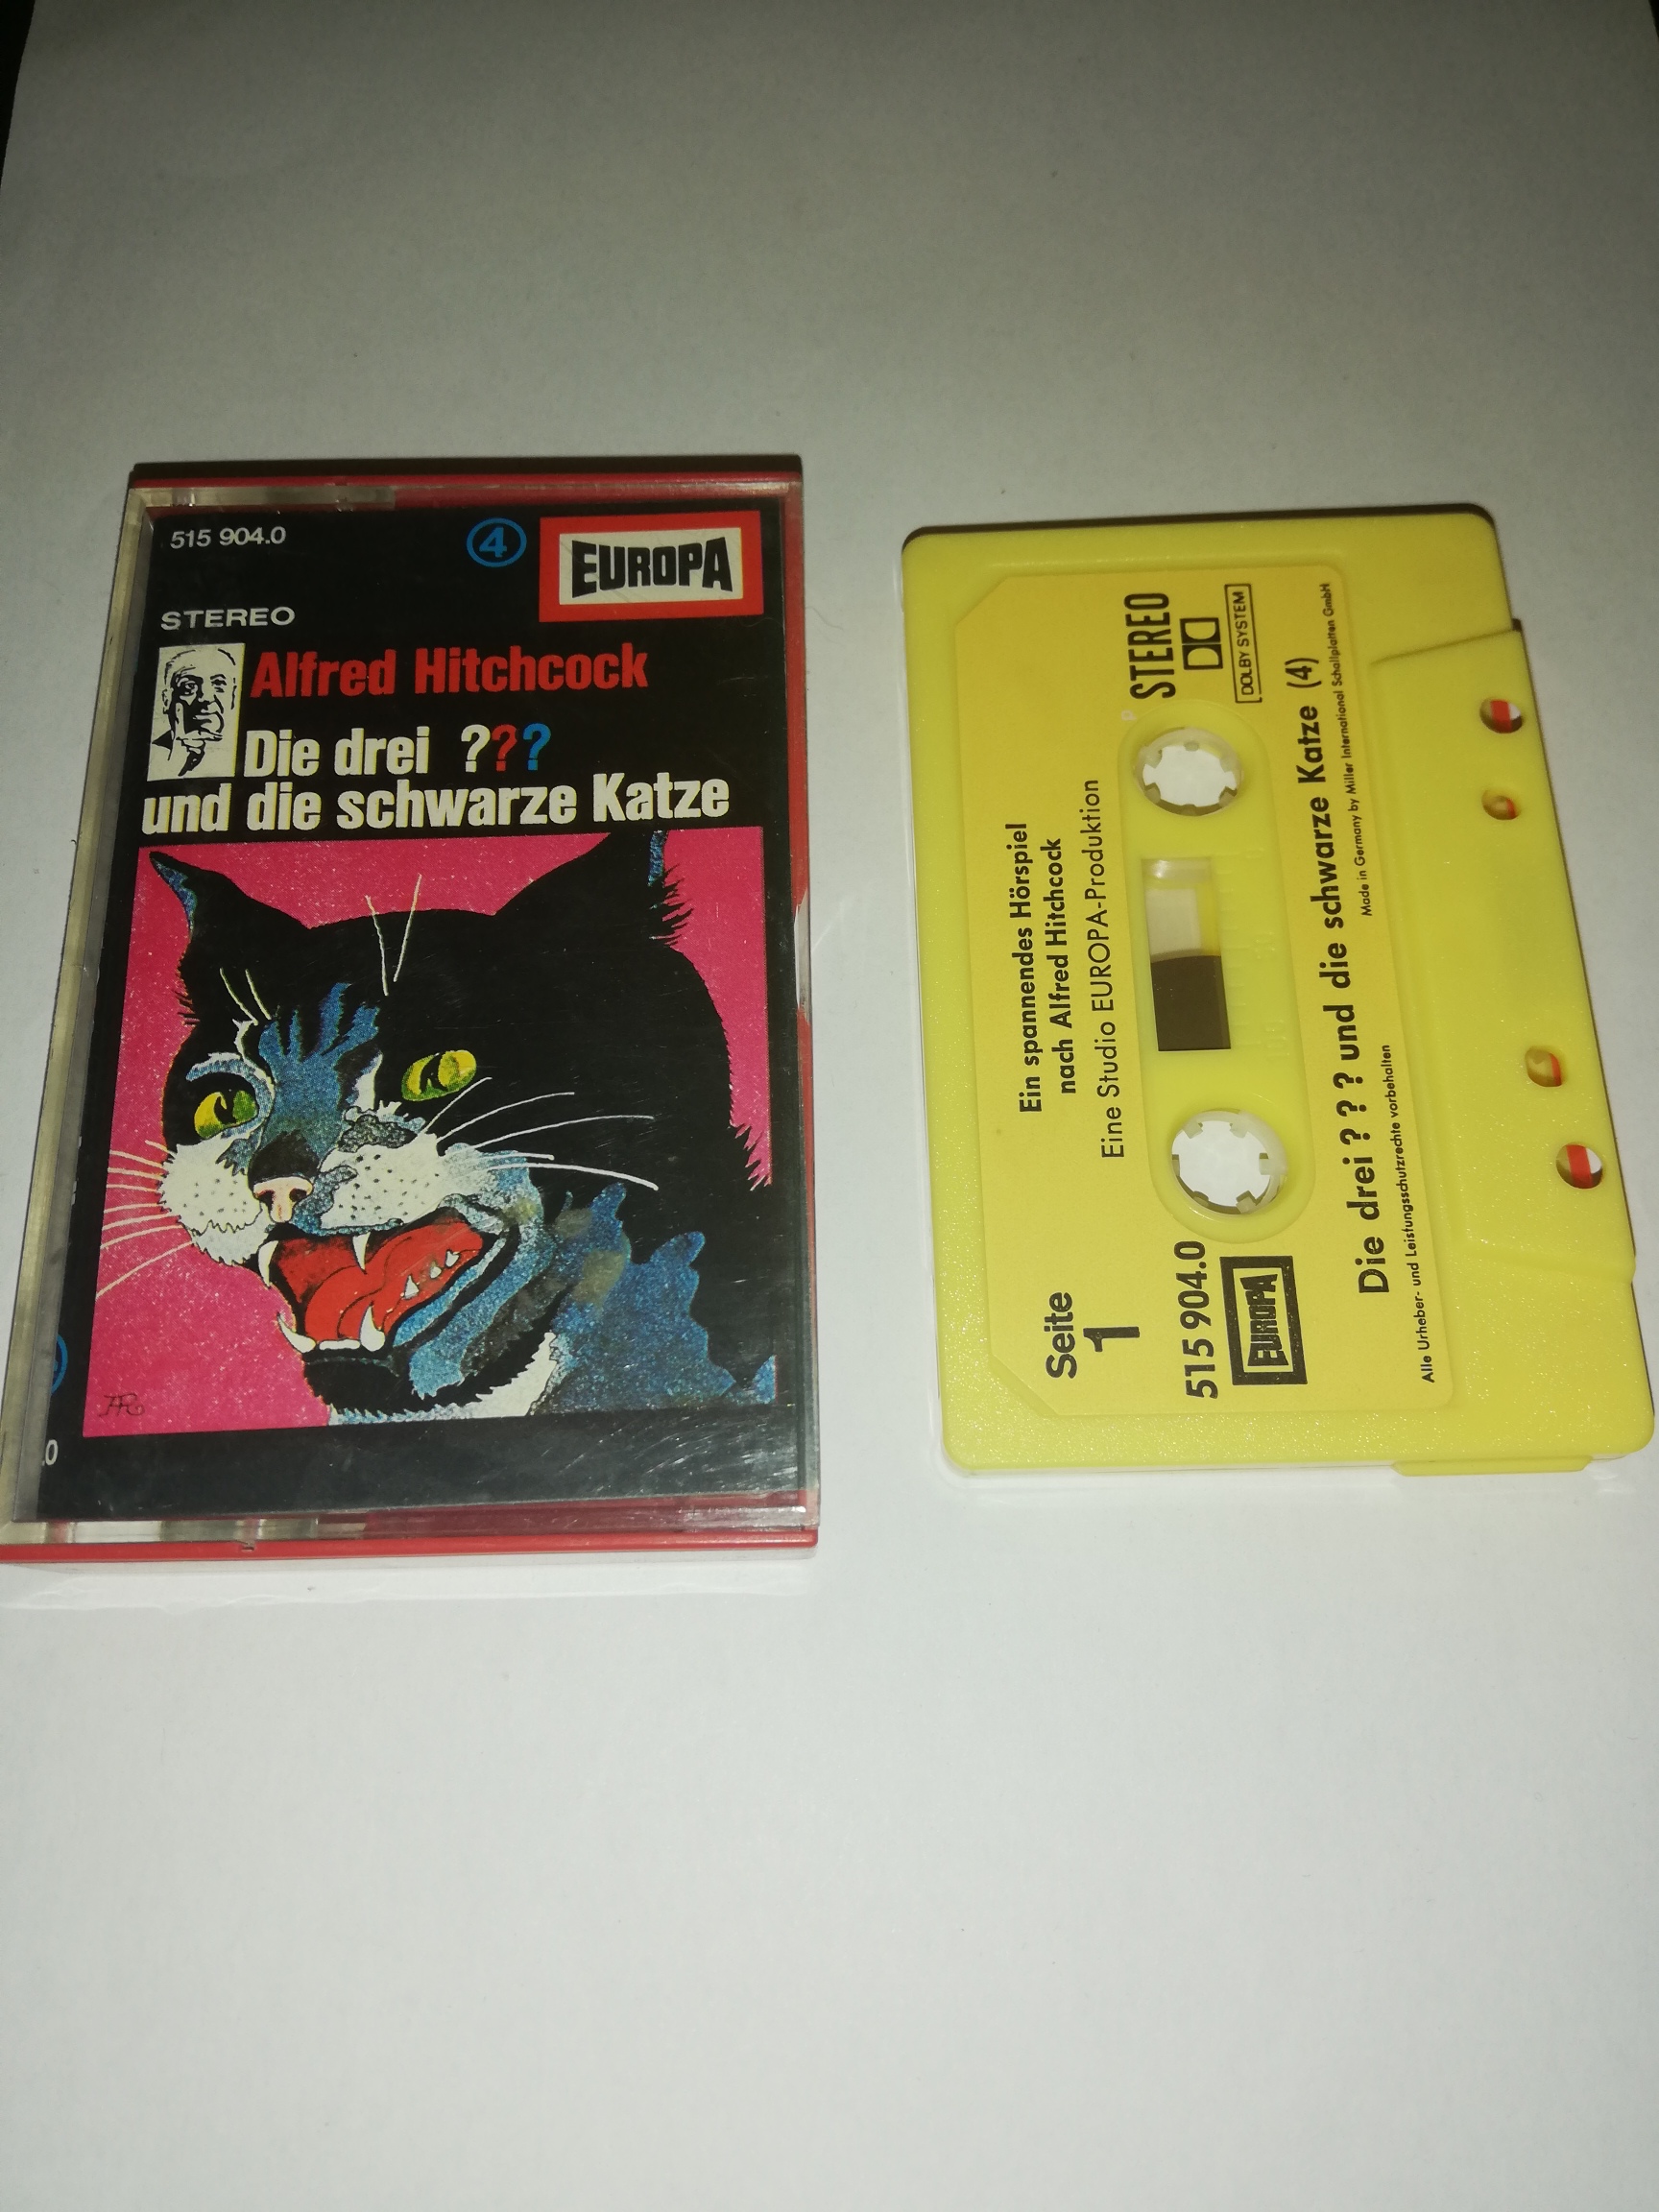 515 904.0
4
EUROPA
STEREO
Alfred Hitchcock
Die drei ???
und die schwarze Katze
AR
.0
Ein spannendes Hörspiel
nach Alfred Hitchcock
Eine Studio EUROPA-Produktion
STEREO
DOLBY SYSTEM
Seite
1
515 904.0
EUROPA
Die drei ? ? ? und die schwarze Katze (4)
Made in Germany by Miller International Schallplatten GmbH
Alle Urheber- und Leistungsschutzrechte vorbehalten